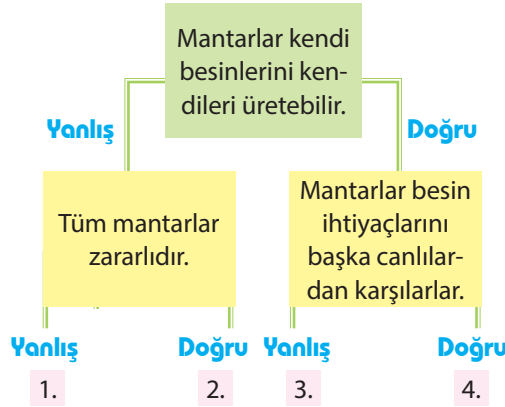 Mantarlar kendi
besinlerini ken-
dileri üretebilir.
Yanlış
Doğru
Tüm mantarlar
zararlıdır.
Mantarlar besin
ihtiyaçlarını
başka canlılar-
dan karşılarlar.
Yanlış
Doğru
Yanlış
Doğru
1.
2.
3.
4.